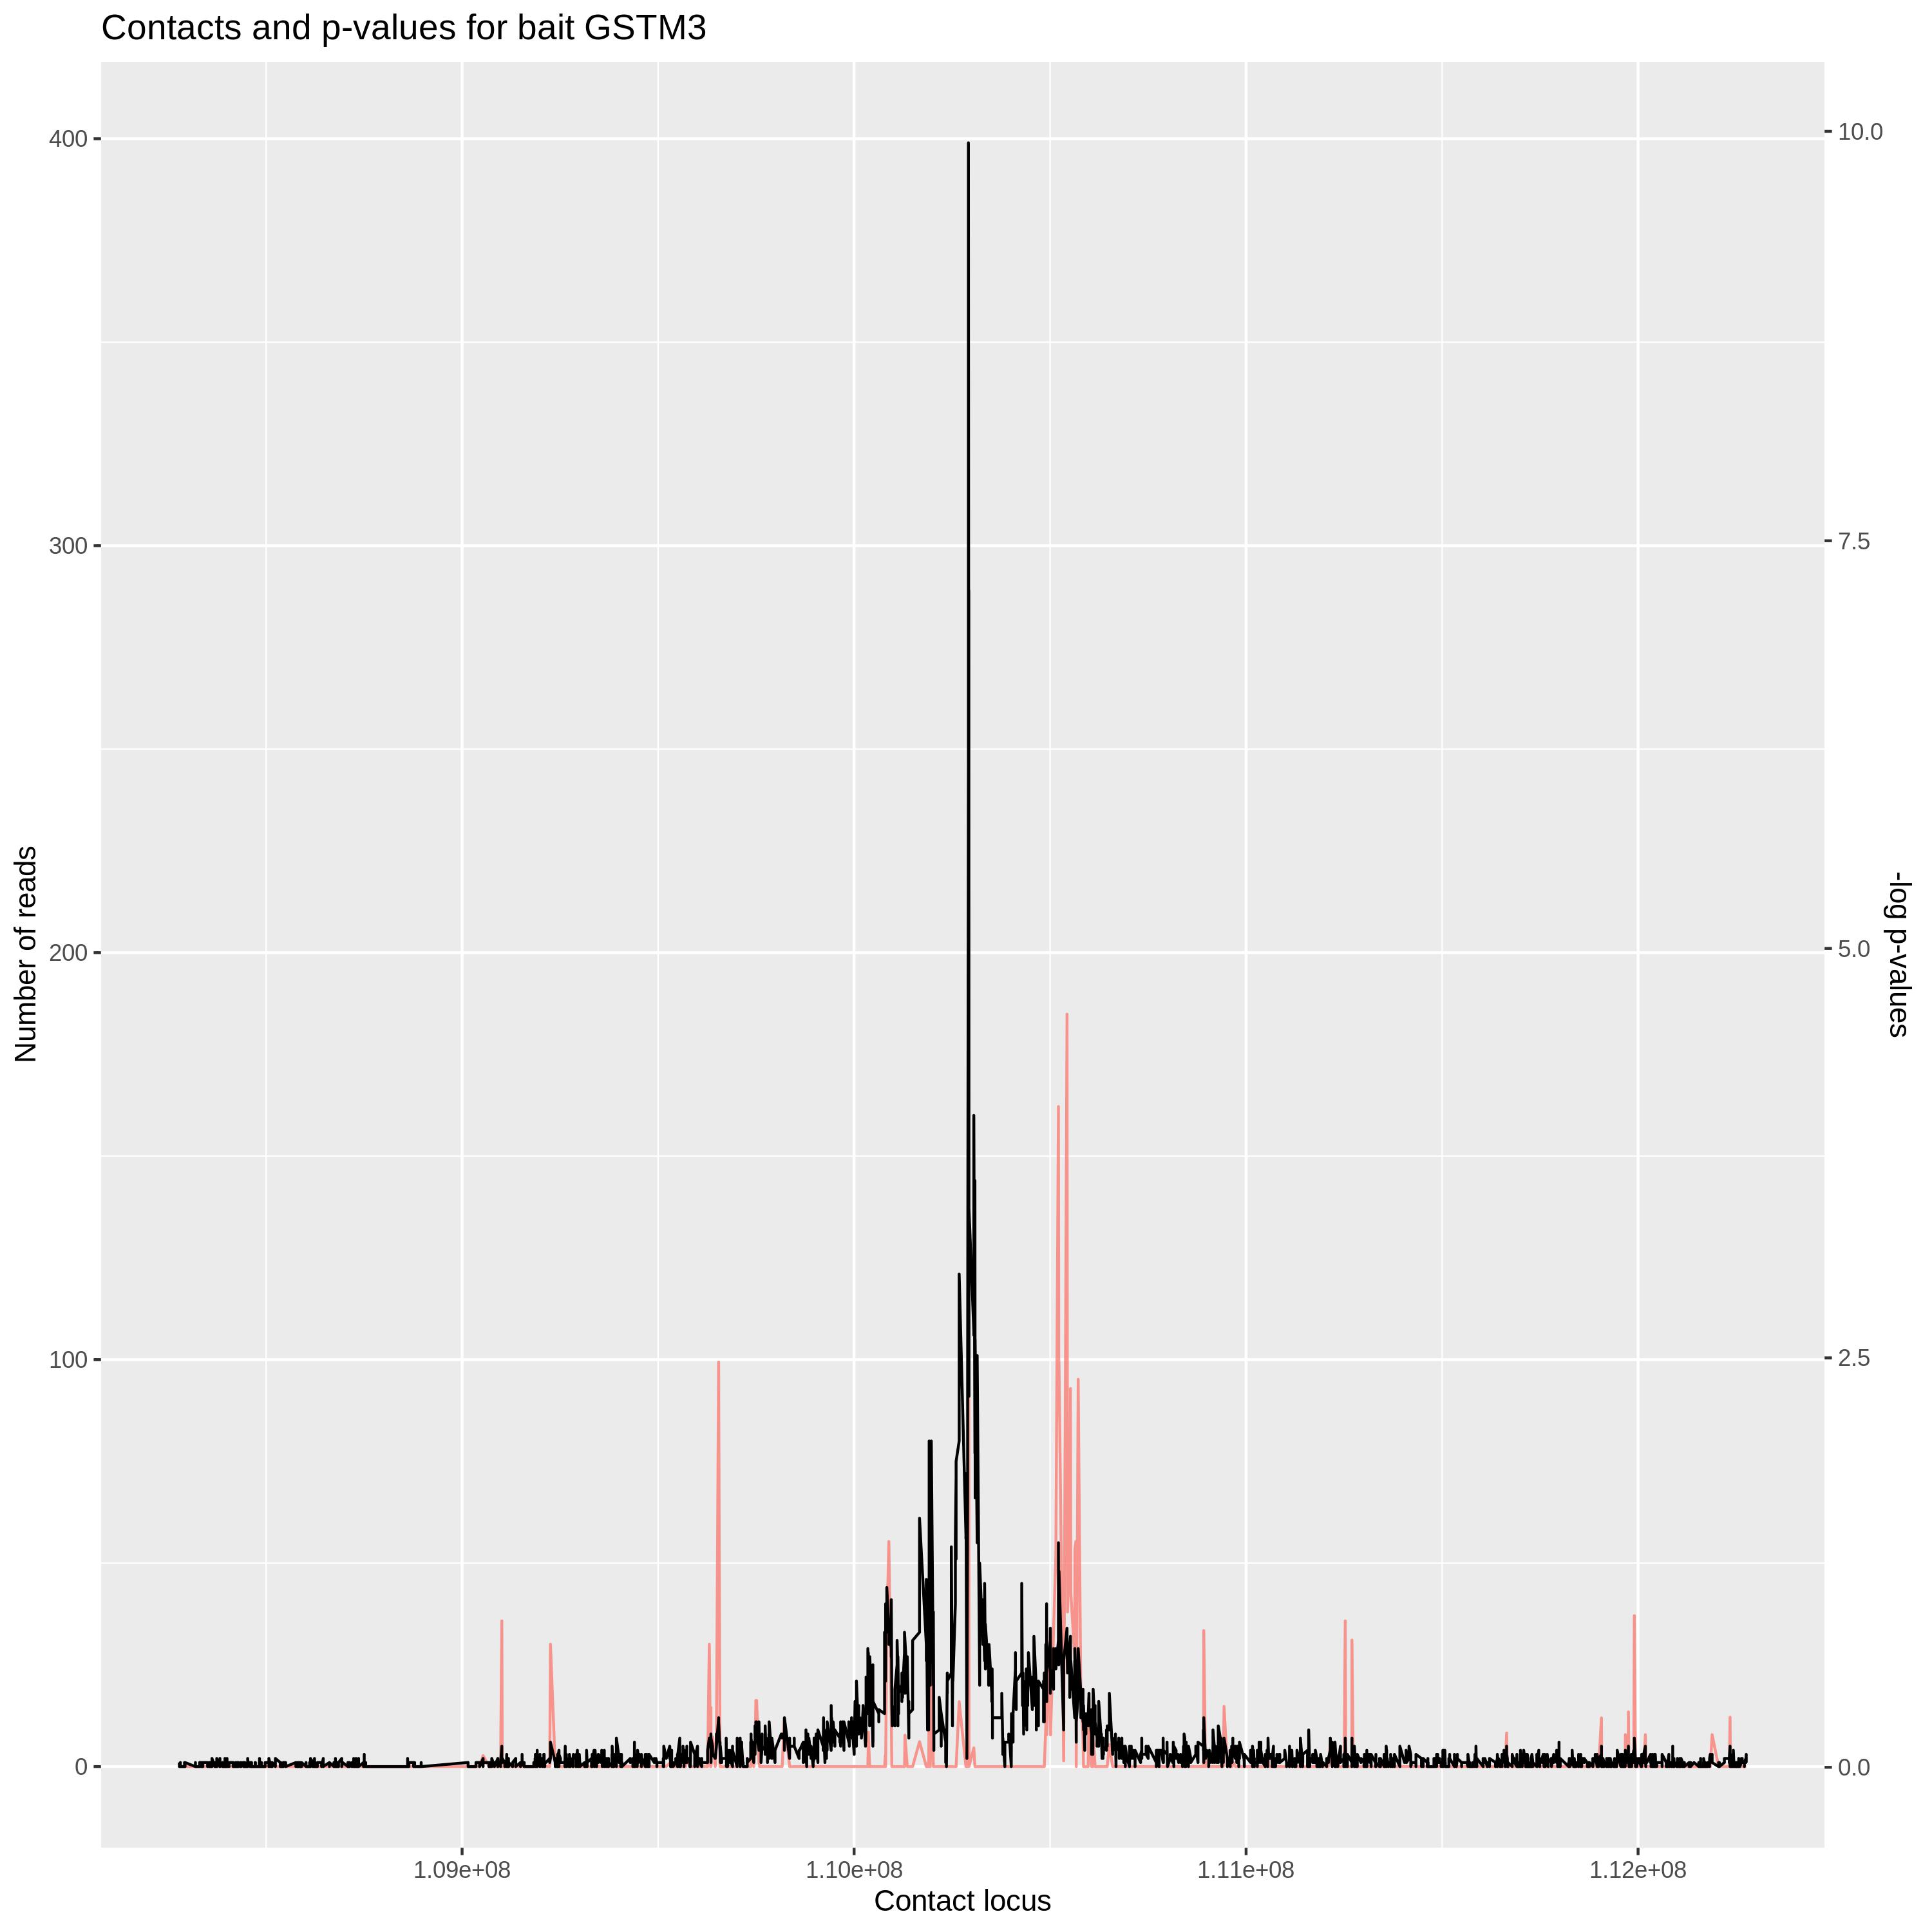 Contacts and p-values for bait GSTM3
400
300
200
100
0
Number of reads
10.0
7.5
5.0
2.5
0.0
-log p-values
1.09e+08
1.10e+08
1.11e+08
1.12e+08
Contact locus